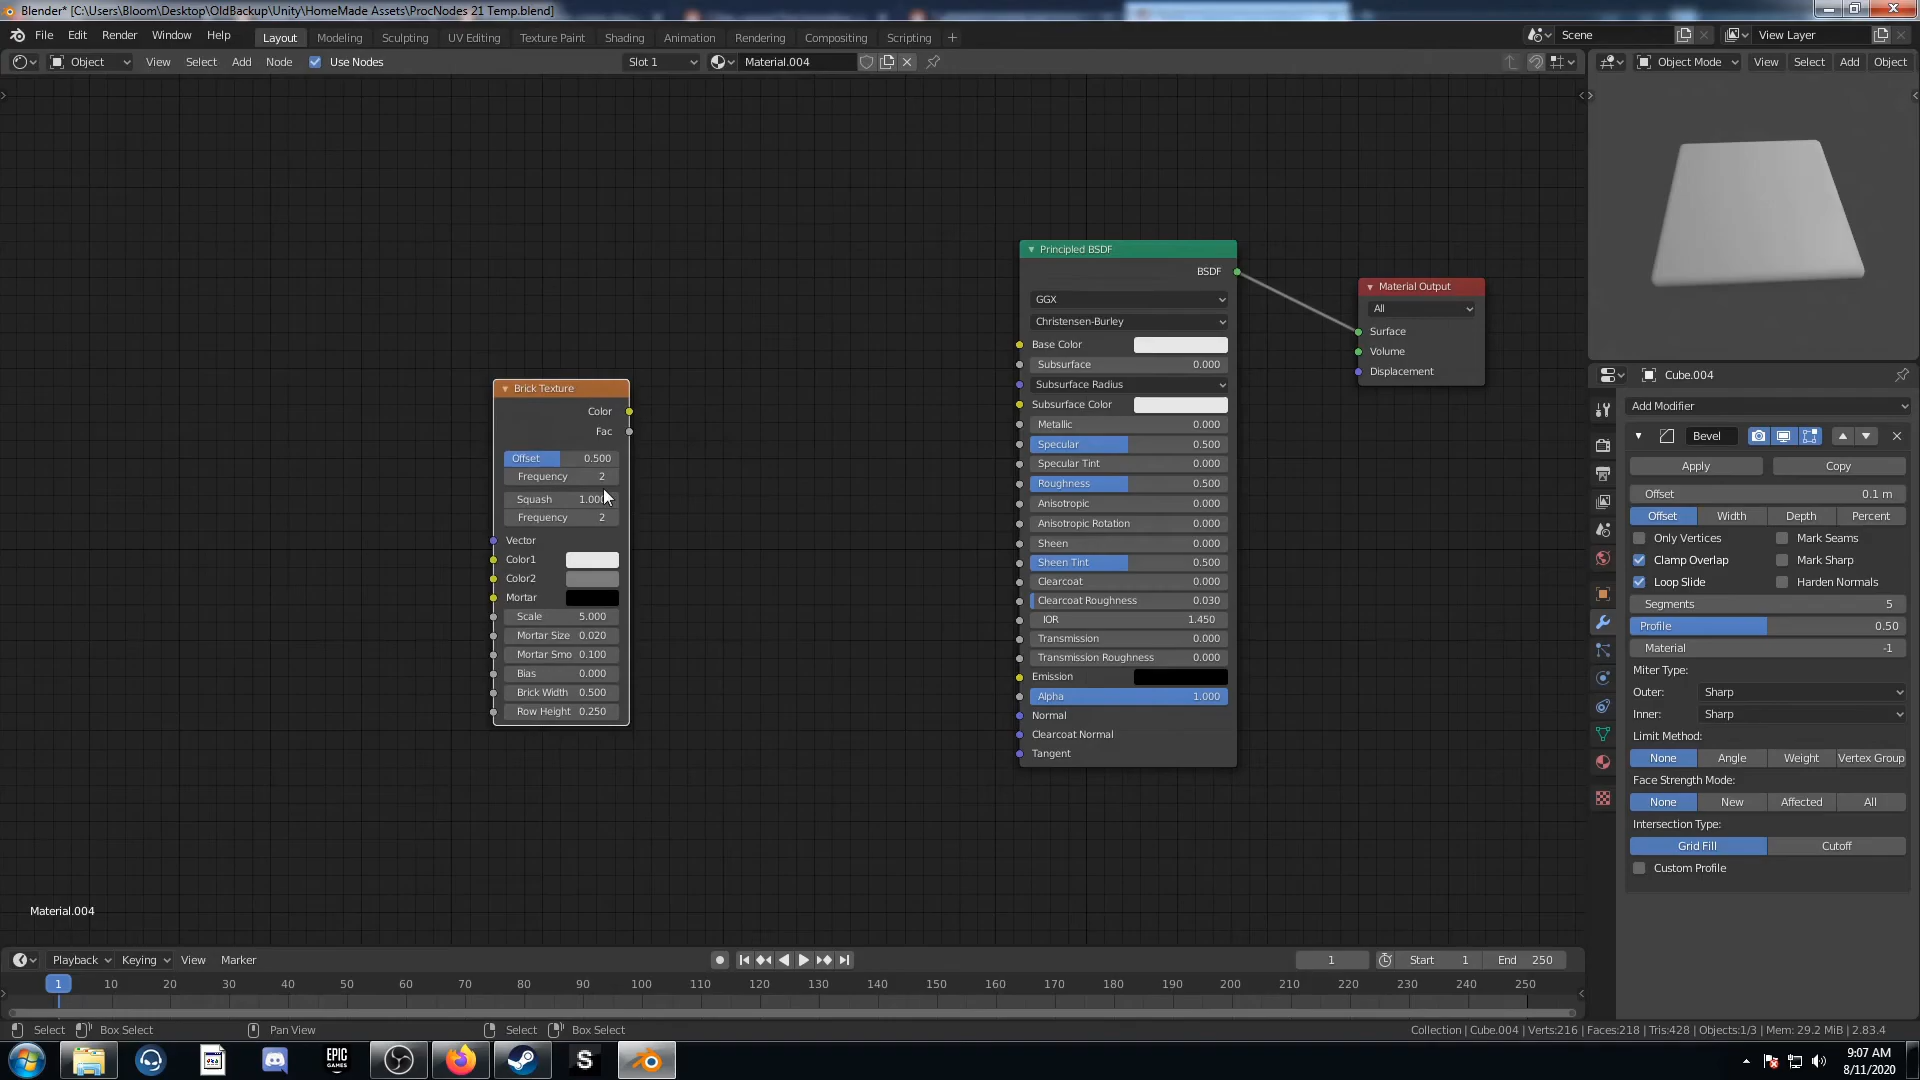 Blender* [C:\Users\Bloom\Desktop\OldBackup\Unity\HomeMade Assets\ProcNodes 21 Temp.blend]
File Edit Render Window Help Layout Modeling Sculpting UV Editing Texture Paint Shading Animation Rendering Compositing Scripting + Scene View Layer
Object View Select Add Node Use Nodes Slot 1 Material.004 Object Mode View Select Add Object
Principled BSDF
BSDF
GGX
Christensen-Burley
Base Color
Subsurface 0.000
Subsurface Radius
Subsurface Color
Metallic 0.000
Specular 0.500
Specular Tint 0.000
Roughness 0.500
Anisotropic 0.000
Anisotropic Rotation 0.000
Sheen 0.000
Sheen Tint 0.500
Clearcoat 0.000
Clearcoat Roughness 0.030
IOR 1.450
Transmission 0.000
Transmission Roughness 0.000
Emission
Alpha 1.000
Normal
Clearcoat Normal
Tangent
Material Output
All
Surface
Volume
Displacement
Brick Texture
Color
Fac
Offset 0.500
Frequency 2
Squash 1.000
Frequency 2
Vector
Color1
Color2
Mortar
Scale 5.000
Mortar Size 0.020
Mortar Smo 0.100
Bias 0.000
Brick Width 0.500
Row Height 0.250
Cube.004
Add Modifier
Bevel
Apply Copy
Offset 0.1 m
Offset Width Depth Percent
Only Vertices Mark Seams
Clamp Overlap Mark Sharp
Loop Slide Harden Normals
Segments 5
Profile 0.50
Material -1
Miter Type:
Outer: Sharp
Inner: Sharp
Limit Method:
None Angle Weight Vertex Group
Face Strength Mode:
None New Affected All
Intersection Type:
Grid Fill Cutoff
Custom Profile
Material.004
Playback Keying View Marker 1 Start 1 End 250
1 10 20 30 40 50 60 70 80 90 100 110 120 130 140 150 160 170 180 190 200 210 220 230 240 250
Select Box Select Pan View Select Box Select Collection | Cube.004 | Verts:216 | Faces:218 | Tris:428 | Objects:1/3 | Mem: 29.2 MiB | 2.83.4
EPIC
GAMES
S
9:07 AM
8/11/2020